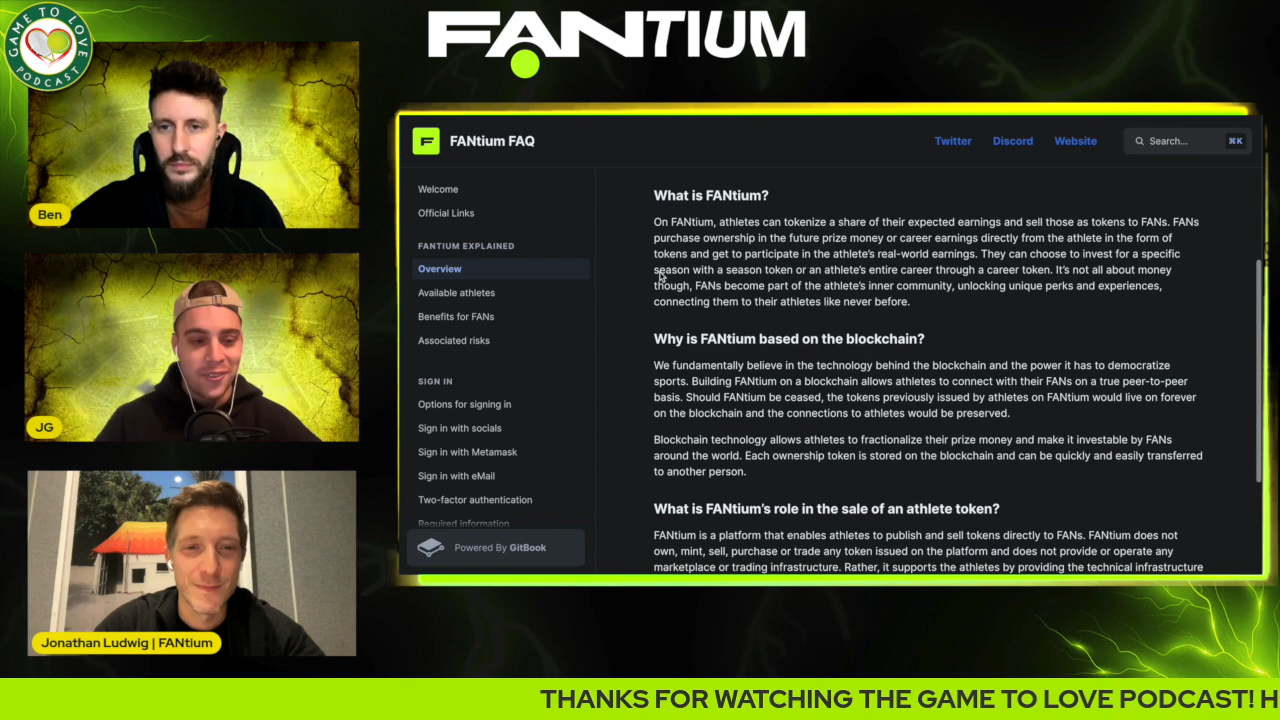 GAME TO LOVE
PODCAST
FANTIUM
Ben
JG
Jonathan Ludwig | FANtium
FANtium FAQ
Twitter
Discord
Website
Search...
⌘K
Welcome
Official Links
FANTIUM EXPLAINED
Overview
Available athletes
Benefits for FANs
Associated risks
SIGN IN
Options for signing in
Sign in with socials
Sign in with Metamask
Sign in with eMail
Two-factor authentication
Required information
Powered By GitBook
What is FANtium?
On FANtium, athletes can tokenize a share of their expected earnings and sell those as tokens to FANs. FANs
purchase ownership in the future prize money or career earnings directly from the athlete in the form of
tokens and get to participate in the athlete's real-world earnings. They can choose to invest for a specific
season with a season token or an athlete's entire career through a career token. It's not all about money
though, FANs become part of the athlete's inner community, unlocking unique perks and experiences,
connecting them to their athletes like never before.
Why is FANtium based on the blockchain?
We fundamentally believe in the technology behind the blockchain and the power it has to democratize
sports. Building FANtium on a blockchain allows athletes to connect with their FANs on a true peer-to-peer
basis. Should FANtium be ceased, the tokens previously issued by athletes on FANtium would live on forever
on the blockchain and the connections to athletes would be preserved.
Blockchain technology allows athletes to fractionalize their prize money and make it investable by FANs
around the world. Each ownership token is stored on the blockchain and can be quickly and easily transferred
to another person.
What is FANtium's role in the sale of an athlete token?
FANtium is a platform that enables athletes to publish and sell tokens directly to FANs. FANtium does not
own, mint, sell, purchase or trade any token issued on the platform and does not provide or operate any
marketplace or trading infrastructure. Rather, it supports the athletes by providing the technical infrastructure
THANKS FOR WATCHING THE GAME TO LOVE PODCAST! H